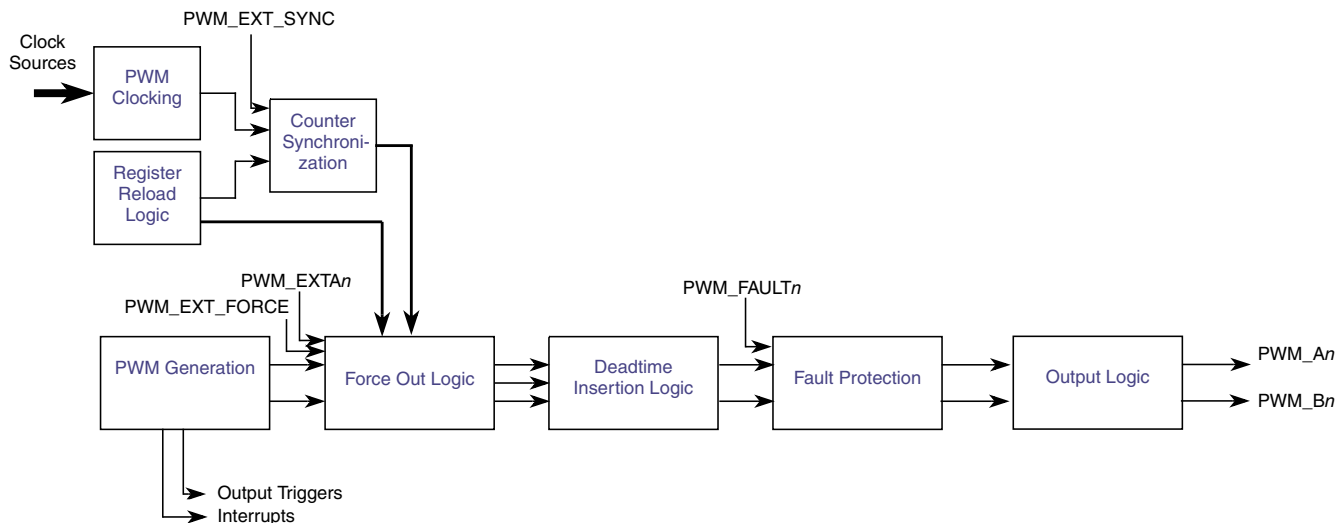 PWM_EXT_SYNC
Clock
Sources
PWM
Clocking
Counter
Synchroni-
zation
Register
Reload
Logic
PWM_EXTAn
PWM_EXT_FORCE
PWM_FAULTn
PWM Generation
Force Out Logic
Deadtime
Insertion Logic
Fault Protection
Output Logic
PWM_An
PWM_Bn
Output Triggers
Interrupts